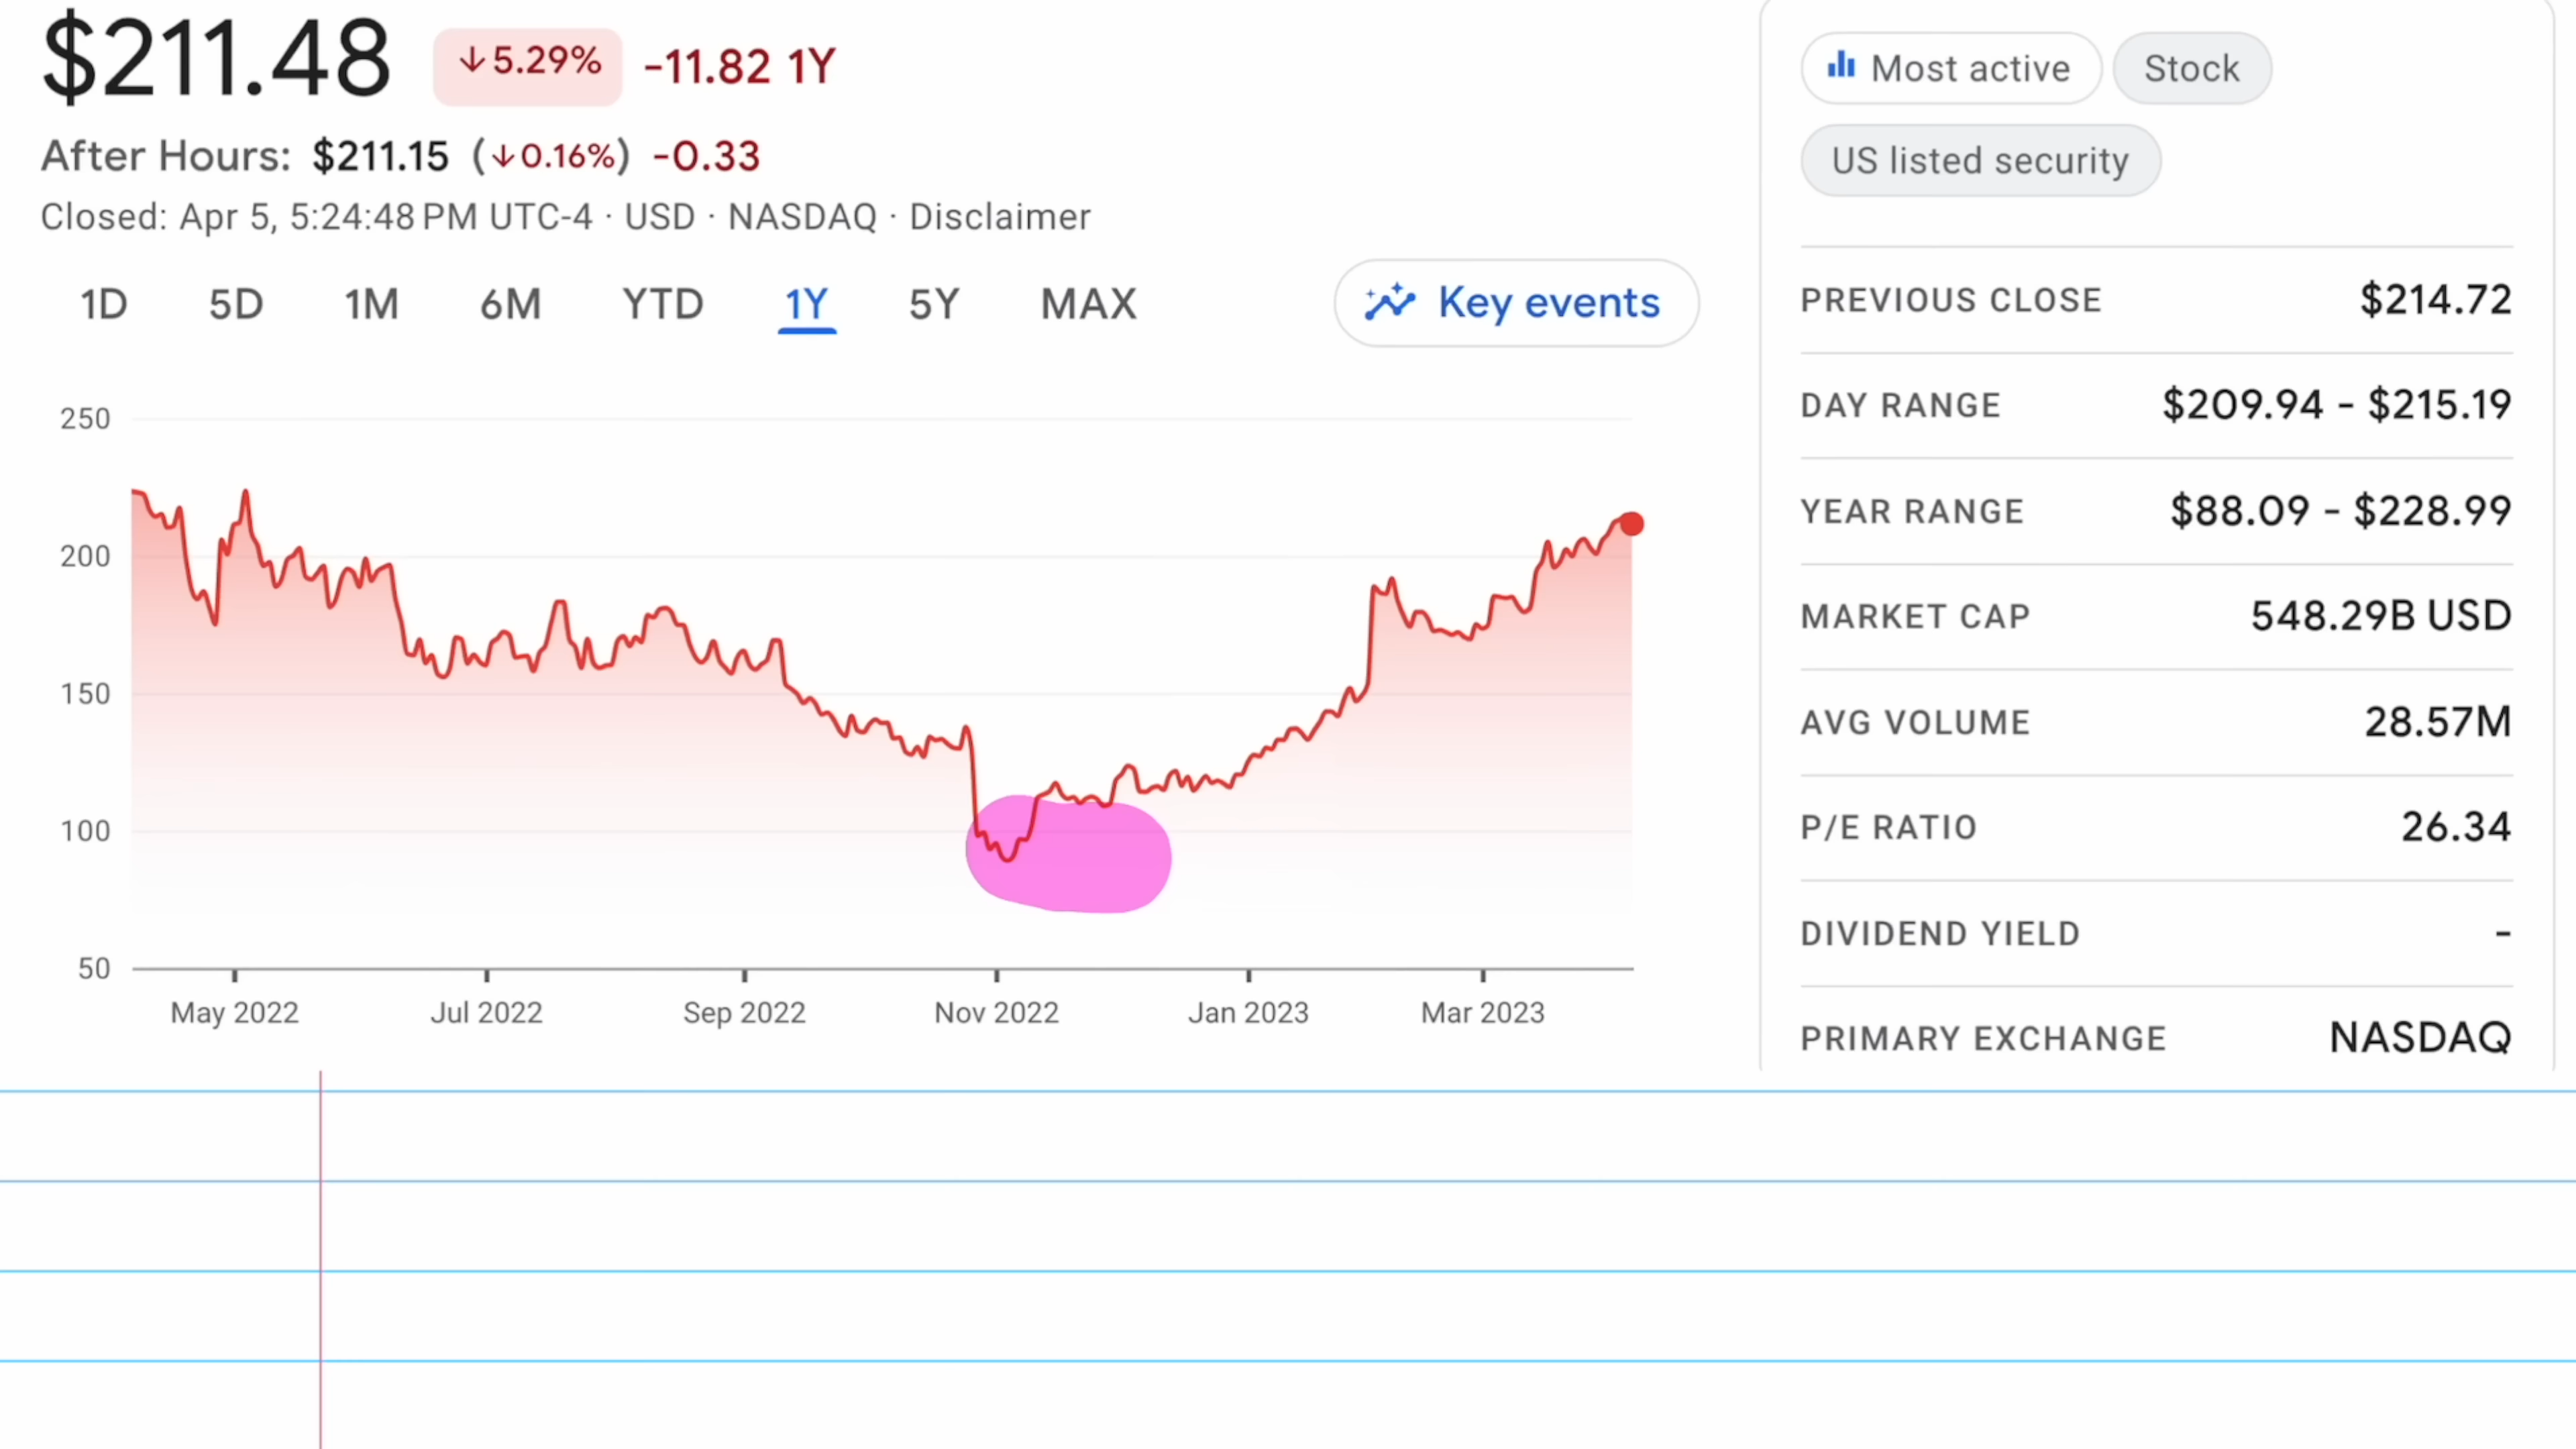 $211.48 ↓5.29% -11.82 1Y
After Hours: $211.15 (↓0.16%) -0.33
Closed: Apr 5, 5:24:48 PM UTC-4 · USD · NASDAQ · Disclaimer
1D 5D 1M 6M YTD 1Y 5Y MAX
Key events
250
200
150
100
50
May 2022 Jul 2022 Sep 2022 Nov 2022 Jan 2023 Mar 2023
Most active Stock
US listed security
PREVIOUS CLOSE $214.72
DAY RANGE $209.94 - $215.19
YEAR RANGE $88.09 - $228.99
MARKET CAP 548.29B USD
AVG VOLUME 28.57M
P/E RATIO 26.34
DIVIDEND YIELD -
PRIMARY EXCHANGE NASDAQ